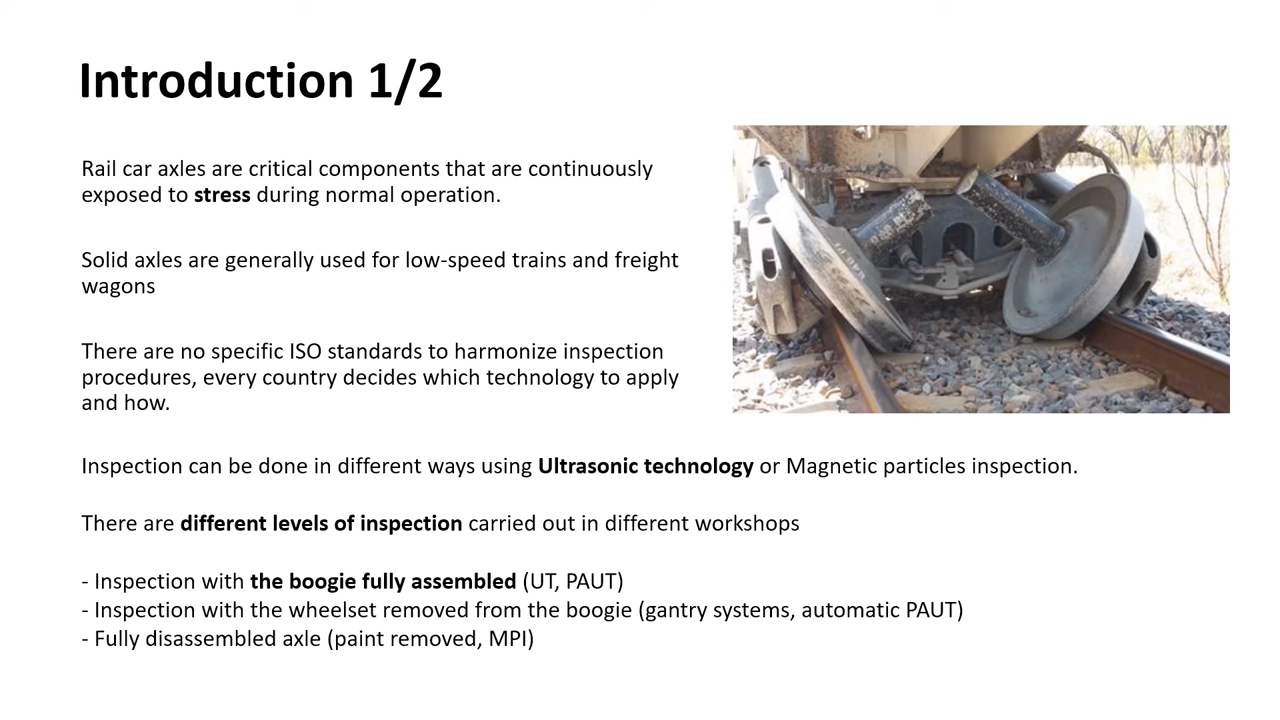 Introduction 1/2
Rail car axles are critical components that are continuously
exposed to stress during normal operation.
Solid axles are generally used for low-speed trains and freight
wagons
There are no specific ISO standards to harmonize inspection
procedures, every country decides which technology to apply
and how.
Inspection can be done in different ways using Ultrasonic technology or Magnetic particles inspection.
There are different levels of inspection carried out in different workshops
- Inspection with the boogie fully assembled (UT, PAUT)
- Inspection with the wheelset removed from the boogie (gantry systems, automatic PAUT)
- Fully disassembled axle (paint removed, MPI)